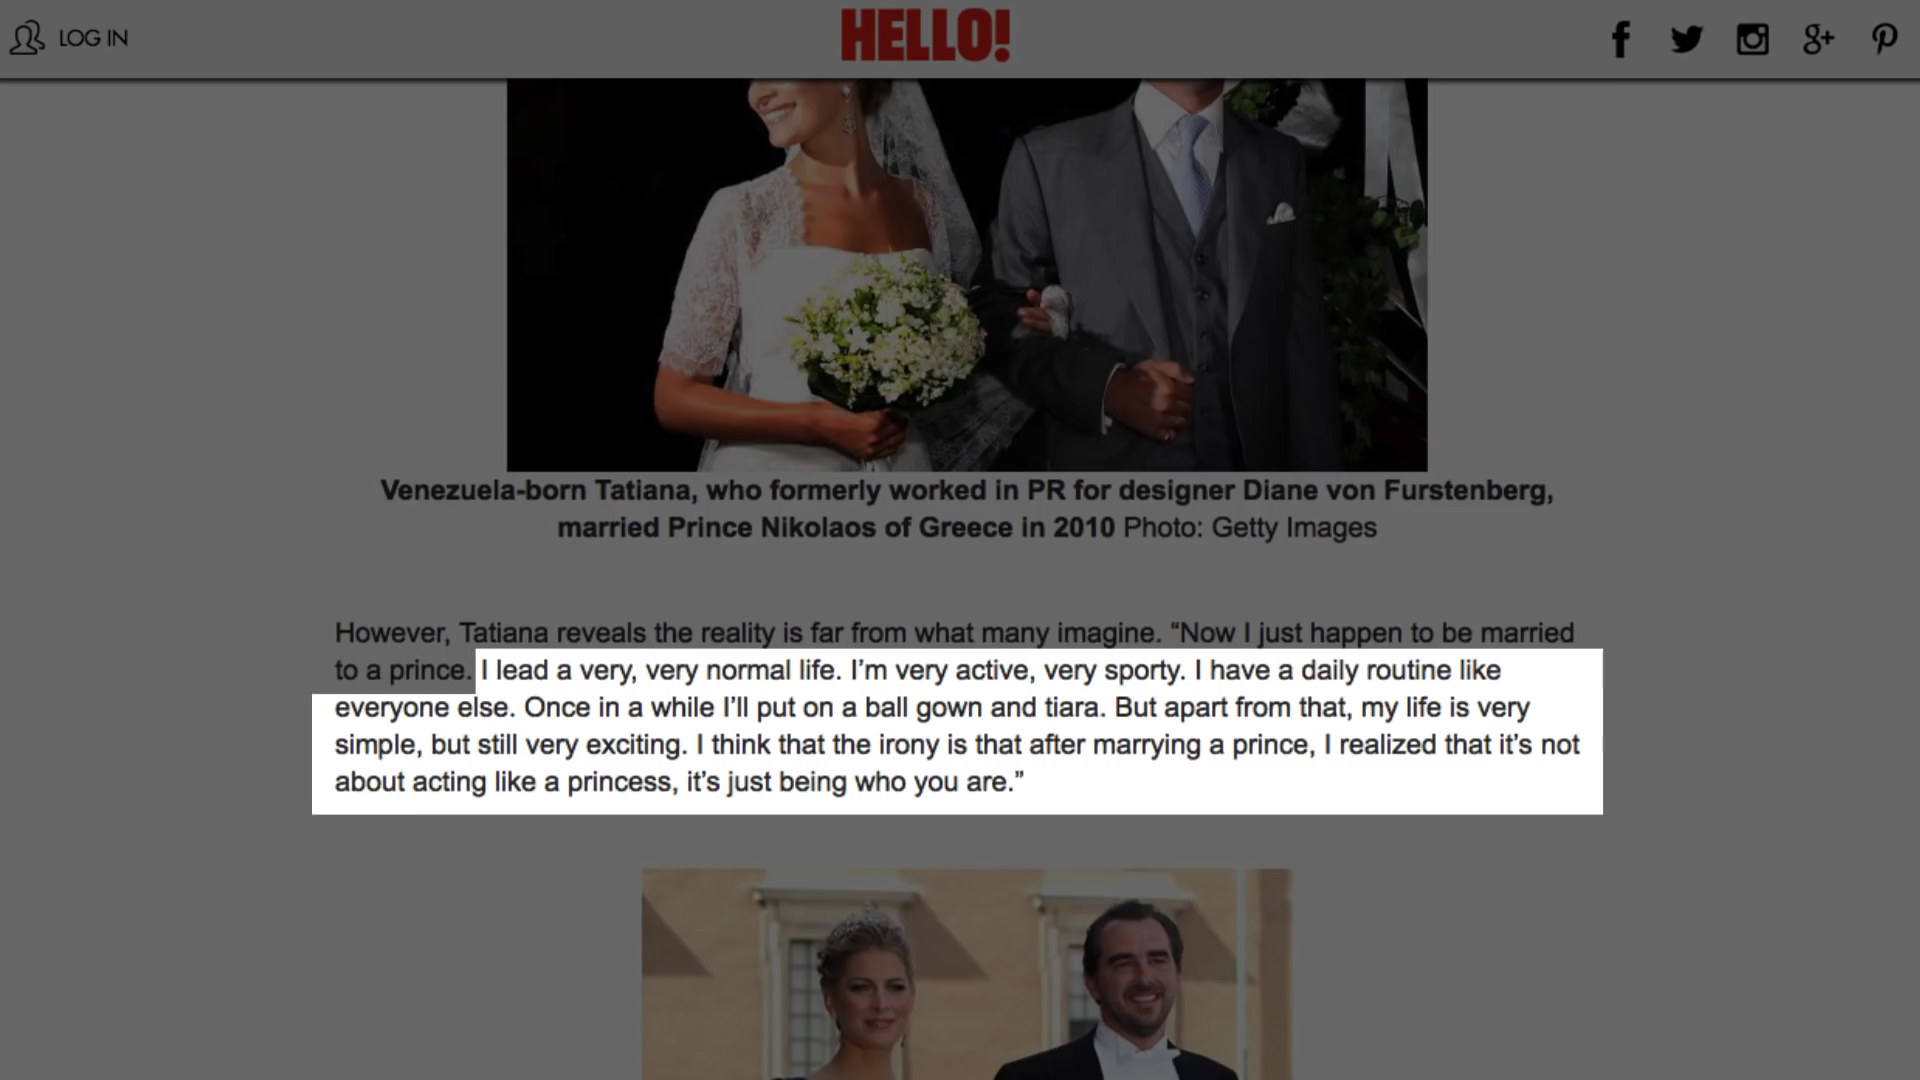 LOG IN
HELLO!
g+
Venezuela-born Tatiana, who formerly worked in PR for designer Diane von Furstenberg,
married Prince Nikolaos of Greece in 2010 Photo: Getty Images
However, Tatiana reveals the reality is far from what many imagine. “Now I just happen to be married
to a prince. I lead a very, very normal life. I’m very active, very sporty. I have a daily routine like
everyone else. Once in a while I’ll put on a ball gown and tiara. But apart from that, my life is very
simple, but still very exciting. I think that the irony is that after marrying a prince, I realized that it’s not
about acting like a princess, it’s just being who you are.”